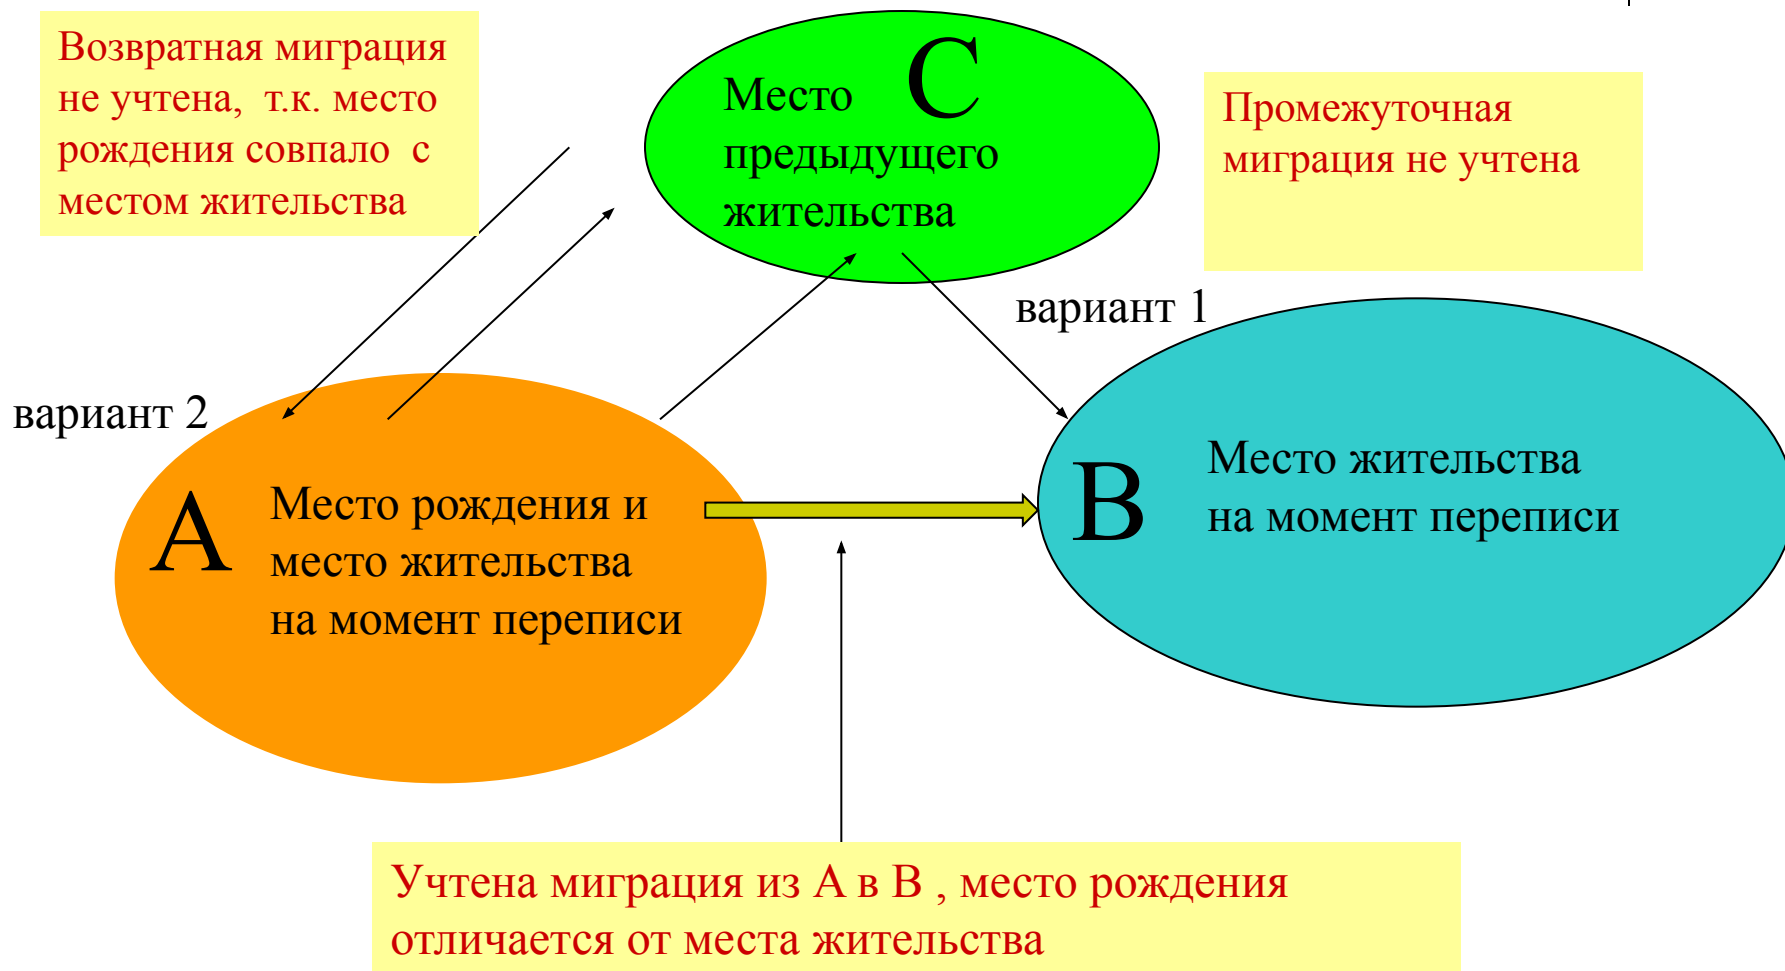 Возвратная миграция
не учтена, т.к. место
рождения совпало с
местом жительства
Место С
предыдущего
жительства
Промежуточная
миграция не учтена
вариант 1
вариант 2
А
Место рождения и
место жительства
на момент переписи
В
Место жительства
на момент переписи
Учтена миграция из А в В , место рождения
отличается от места жительства